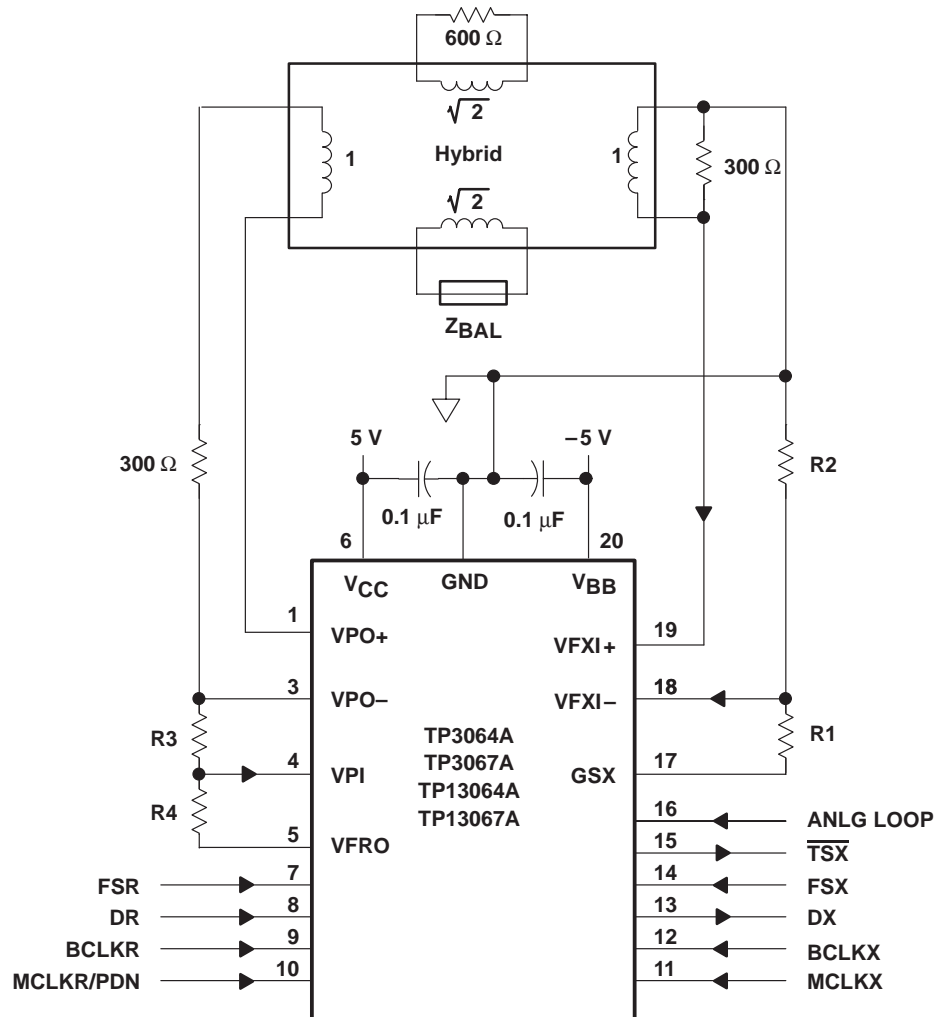 600 Ω
√2
1
Hybrid
1
300 Ω
√2
ZBAL
5 V
–5 V
300 Ω
R2
0.1 µF
0.1 µF
6
20
VCC
GND
VBB
1
VPO+
19
VFXI+
3
VPO–
18
VFXI–
R3
TP3064A
TP3067A
TP13064A
TP13067A
R1
4
VPI
17
GSX
R4
5
VFRO
16
ANLG LOOP
15
TSX
FSR
7
14
FSX
DR
8
13
DX
BCLKR
9
12
BCLKX
MCLKR/PDN
10
11
MCLKX